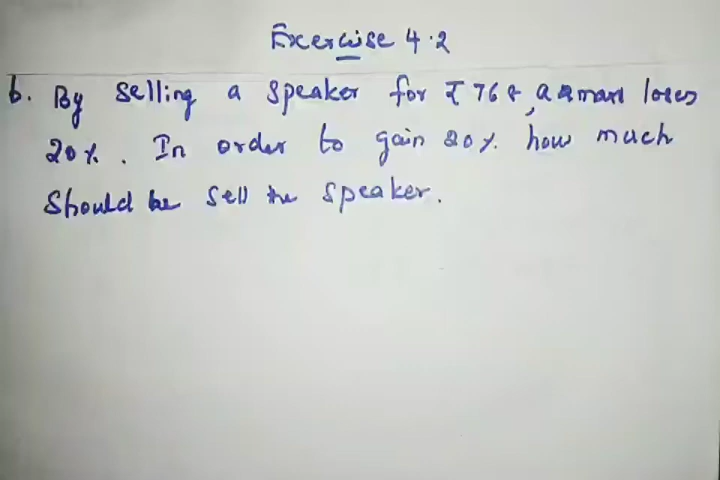 Exercise 4.2
6. By selling a speaker for ₹ 768, a man loses
20%. In order to gain 20% how much
Should he sell the speaker.